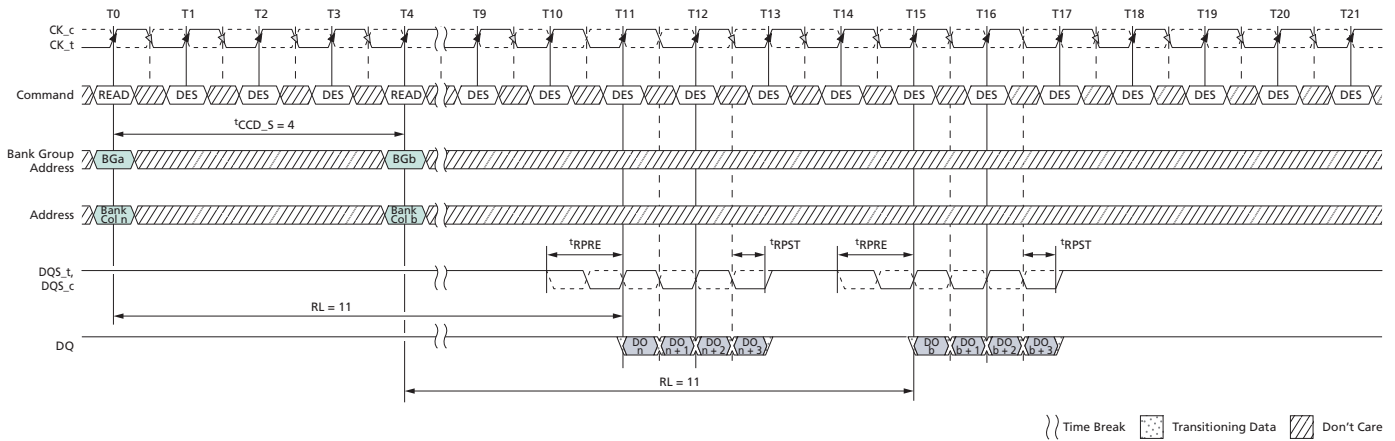 T0 T1 T2 T3 T4 T9 T10 T11 T12 T13 T14 T15 T16 T17 T18 T19 T20 T21
CK_c
CK_t
Command READ DES DES DES READ DES DES DES DES DES DES DES DES DES DES DES DES DES
tCCD_S = 4
Bank Group
Address
BGa BGb
Address
Bank
Col n
Bank
Col b
tRPRE tRPST tRPRE tRPST
DQS_t,
DQS_c
RL = 11
DQ
DO
n
DO
n + 1
DO
n + 2
DO
n + 3
DO
b
DO
b + 1
DO
b + 2
DO
b + 3
RL = 11
Time Break Transitioning Data Don't Care